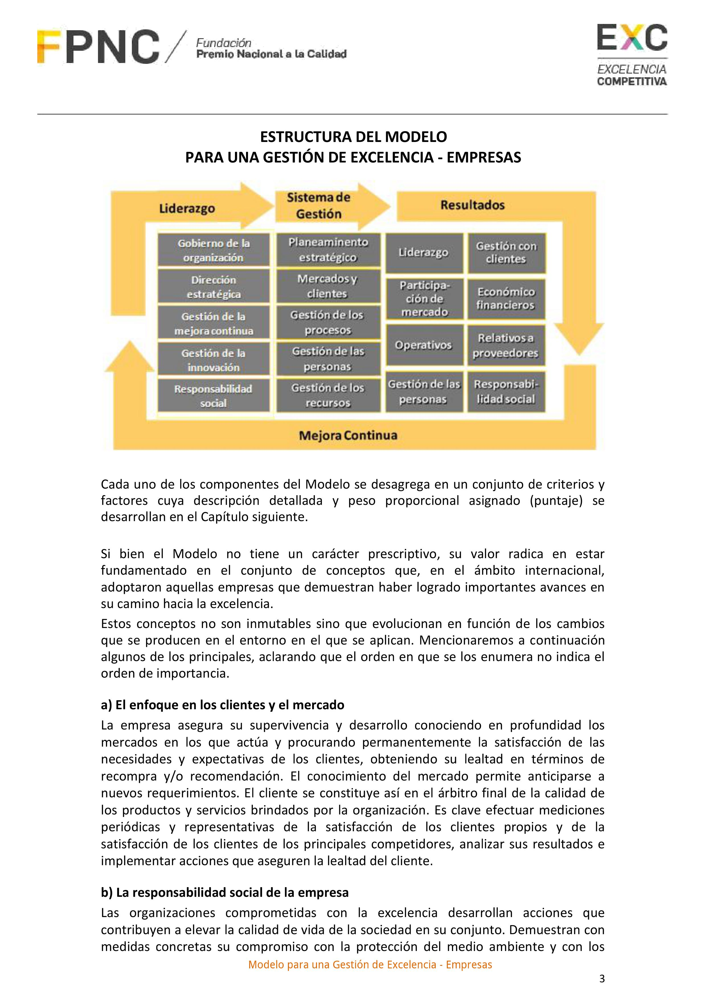 FPNC
Fundación
Premio Nacional a la Calidad
EXC
EXCELENCIA
COMPETITIVA
ESTRUCTURA DEL MODELO
PARA UNA GESTIÓN DE EXCELENCIA - EMPRESAS
Liderazgo
Sistema de
Gestión
Resultados
Gobierno de la
organización
Dirección
estratégica
Gestión de la
mejora continua
Gestión de la
innovación
Responsabilidad
social
Planeaminento
estratégico
Mercados y
clientes
Gestión de los
procesos
Gestión de las
personas
Gestión de los
recursos
Liderazgo
Gestión con
clientes
Participa-
ción de
mercado
Económico
financieros
Operativos
Relativos a
proveedores
Gestión de las
personas
Responsabi-
lidad social
Mejora Continua
Cada uno de los componentes del Modelo se desagrega en un conjunto de criterios y
factores cuya descripción detallada y peso proporcional asignado (puntaje) se
desarrollan en el Capítulo siguiente.
Si bien el Modelo no tiene un carácter prescriptivo, su valor radica en estar
fundamentado en el conjunto de conceptos que, en el ámbito internacional,
adoptaron aquellas empresas que demuestran haber logrado importantes avances en
su camino hacia la excelencia.
Estos conceptos no son inmutables sino que evolucionan en función de los cambios
que se producen en el entorno en el que se aplican. Mencionaremos a continuación
algunos de los principales, aclarando que el orden en que se los enumera no indica el
orden de importancia.
a) El enfoque en los clientes y el mercado
La empresa asegura su supervivencia y desarrollo conociendo en profundidad los
mercados en los que actúa y procurando permanentemente la satisfacción de las
necesidades y expectativas de los clientes, obteniendo su lealtad en términos de
recompra y/o recomendación. El conocimiento del mercado permite anticiparse a
nuevos requerimientos. El cliente se constituye así en el árbitro final de la calidad de
los productos y servicios brindados por la organización. Es clave efectuar mediciones
periódicas y representativas de la satisfacción de los clientes propios y de la
satisfacción de los clientes de los principales competidores, analizar sus resultados e
implementar acciones que aseguren la lealtad del cliente.
b) La responsabilidad social de la empresa
Las organizaciones comprometidas con la excelencia desarrollan acciones que
contribuyen a elevar la calidad de vida de la sociedad en su conjunto. Demuestran con
medidas concretas su compromiso con la protección del medio ambiente y con los
Modelo para una Gestión de Excelencia - Empresas
3